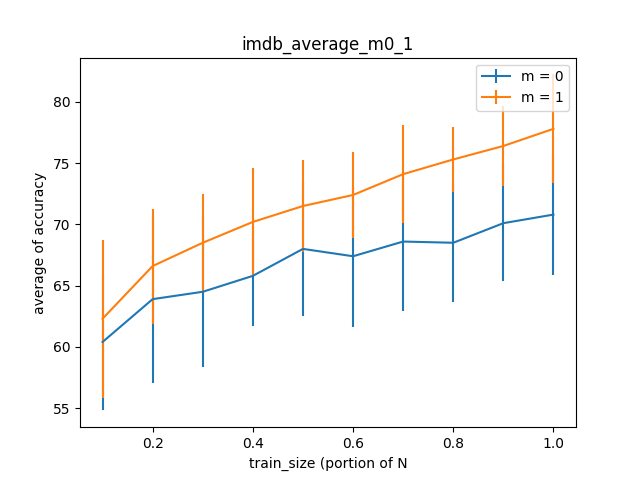 imdb_average_m0_1
m = 0
m = 1
average of accuracy
80
75
70
65
60
55
0.2
0.4
0.6
0.8
1.0
train_size (portion of N